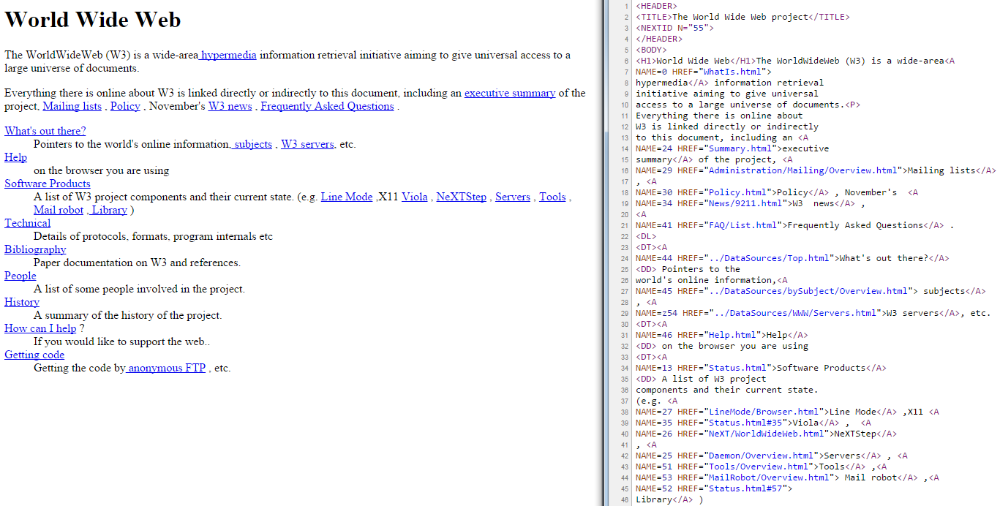 World Wide Web
The WorldWideWeb (W3) is a wide-area hypermedia information retrieval initiative aiming to give universal access to a
large universe of documents.
Everything there is online about W3 is linked directly or indirectly to this document, including an executive summary of the
project, Mailing lists , Policy , November's W3 news , Frequently Asked Questions .
What's out there?
Pointers to the world's online information, subjects , W3 servers, etc.
Help
on the browser you are using
Software Products
A list of W3 project components and their current state. (e.g. Line Mode ,X11 Viola , NeXTStep , Servers , Tools ,
Mail robot , Library )
Technical
Details of protocols, formats, program internals etc
Bibliography
Paper documentation on W3 and references.
People
A list of some people involved in the project.
History
A summary of the history of the project.
How can I help ?
If you would like to support the web..
Getting code
Getting the code by anonymous FTP , etc.
1 <HEADER>
2 <TITLE>The World Wide Web project</TITLE>
3 <NEXTID N="55">
4 </HEADER>
5 <BODY>
6 <H1>World Wide Web</H1>The WorldWideWeb (W3) is a wide-area<A
7 NAME=0 HREF="WhatIs.html">
8 hypermedia</A> information retrieval
9 initiative aiming to give universal
10 access to a large universe of documents.<P>
11 Everything there is online about
12 W3 is linked directly or indirectly
13 to this document, including an <A
14 NAME=24 HREF="Summary.html">executive
15 summary</A> of the project, <A
16 NAME=29 HREF="Administration/Mailing/Overview.html">Mailing lists</A>
17 , <A
18 NAME=30 HREF="Policy.html">Policy</A> , November's  <A
19 NAME=34 HREF="News/9211.html">W3  news</A> ,
20 <A
21 NAME=41 HREF="FAQ/List.html">Frequently Asked Questions</A> .
22 <DL>
23 <DT><A
24 NAME=44 HREF="../DataSources/Top.html">What's out there?</A>
25 <DD> Pointers to the
26 world's online information,<A
27 NAME=45 HREF="../DataSources/bySubject/Overview.html"> subjects</A>
28 , <A
29 NAME=z54 HREF="../DataSources/WWW/Servers.html">W3 servers</A>, etc.
30 <DT><A
31 NAME=46 HREF="Help.html">Help</A>
32 <DD> on the browser you are using
33 <DT><A
34 NAME=13 HREF="Status.html">Software Products</A>
35 <DD> A list of W3 project
36 components and their current state.
37 (e.g. <A
38 NAME=27 HREF="LineMode/Browser.html">Line Mode</A> ,X11 <A
39 NAME=35 HREF="Status.html#35">Viola</A> ,  <A
40 NAME=26 HREF="NeXT/WorldWideWeb.html">NeXTStep</A>
41 , <A
42 NAME=25 HREF="Daemon/Overview.html">Servers</A> , <A
43 NAME=51 HREF="Tools/Overview.html">Tools</A> ,<A
44 NAME=53 HREF="MailRobot/Overview.html"> Mail robot</A> ,<A
45 NAME=52 HREF="Status.html#57">
46 Library</A> )